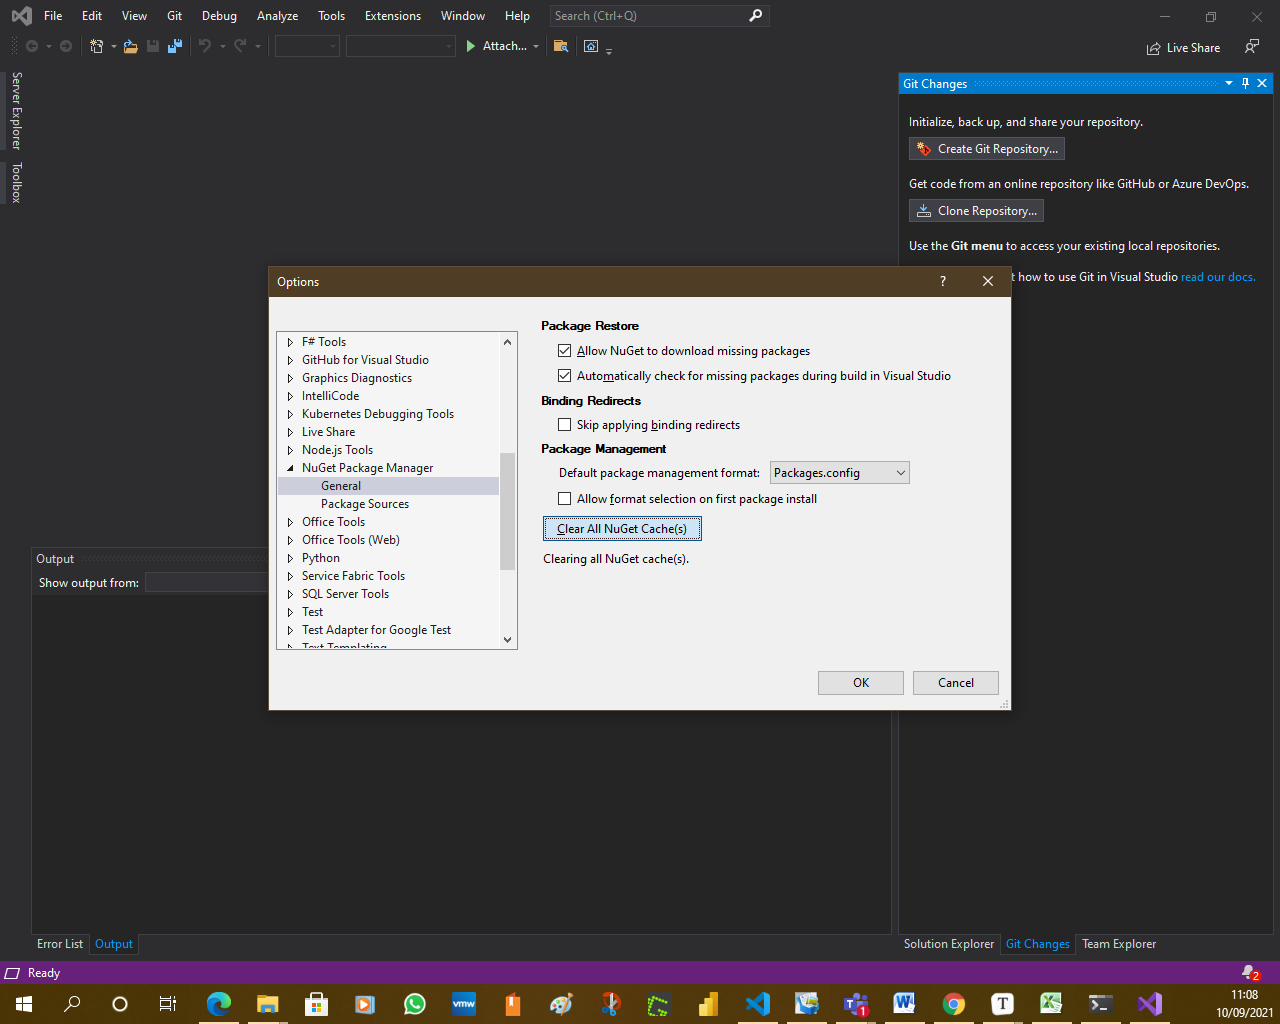 File Edit View Git Debug Analyze Tools Extensions Window Help Search (Ctrl+Q)
Attach... Live Share
Server Explorer
Toolbox
Git Changes
Initialize, back up, and share your repository.
Create Git Repository...
Get code from an online repository like GitHub or Azure DevOps.
Clone Repository...
Use the Git menu to access your existing local repositories.
t how to use Git in Visual Studio read our docs.
Options ?
F# Tools
GitHub for Visual Studio
Graphics Diagnostics
IntelliCode
Kubernetes Debugging Tools
Live Share
Node.js Tools
NuGet Package Manager
General
Package Sources
Office Tools
Office Tools (Web)
Python
Service Fabric Tools
SQL Server Tools
Test
Test Adapter for Google Test
Text Templating
Package Restore
Allow NuGet to download missing packages
Automatically check for missing packages during build in Visual Studio
Binding Redirects
Skip applying binding redirects
Package Management
Default package management format: Packages.config
Allow format selection on first package install
Clear All NuGet Cache(s)
Clearing all NuGet cache(s).
OK Cancel
Output
Show output from:
Error List Output
Solution Explorer Git Changes Team Explorer
Ready 2
vmw 1 T
11:08
10/09/2021